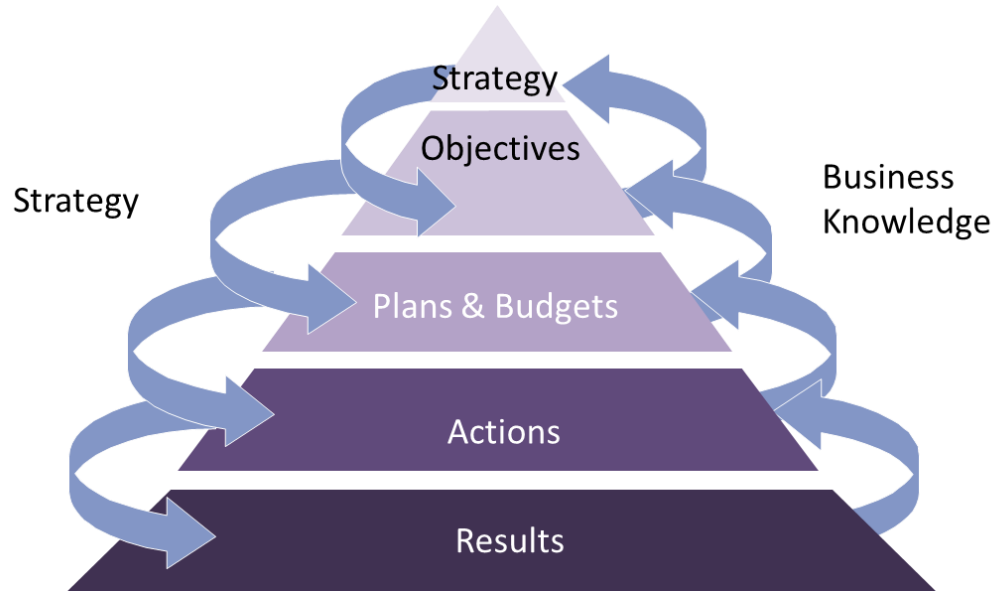 Strategy
Objectives
Strategy
Business
Knowledge
Plans & Budgets
Actions
Results